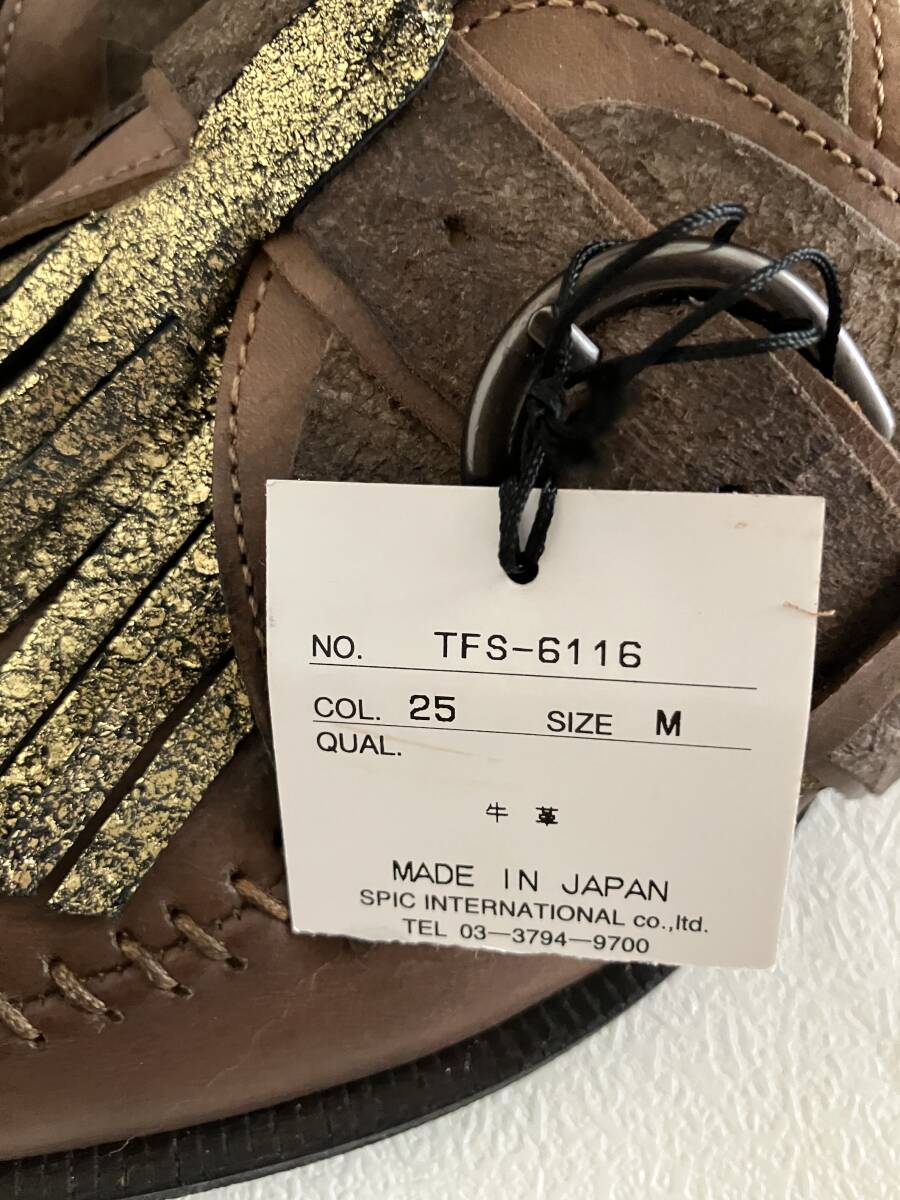 NO. TFS-6116
COL. 25 SIZE M
QUAL.
牛 革
MADE IN JAPAN
SPIC INTERNATIONAL co.,ltd.
TEL 03—3794—9700